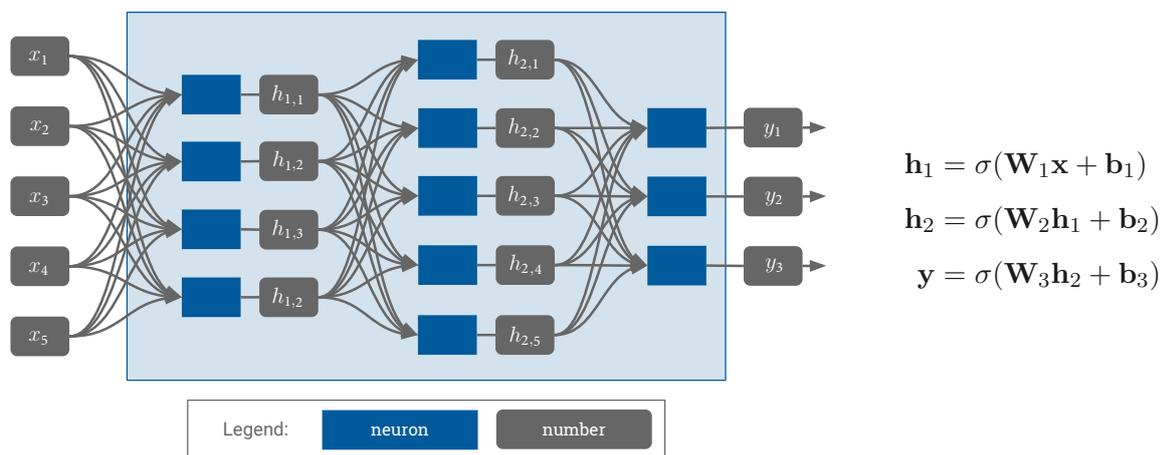 x₁
x₂
x₃
x₄
x₅
h₁,₁
h₁,₂
h₁,₃
h₁,₂
h₂,₁
h₂,₂
h₂,₃
h₂,₄
h₂,₅
y₁
y₂
y₃
h₁ = σ(W₁x + b₁)
h₂ = σ(W₂h₁ + b₂)
y = σ(W₃h₂ + b₃)
Legend: neuron number